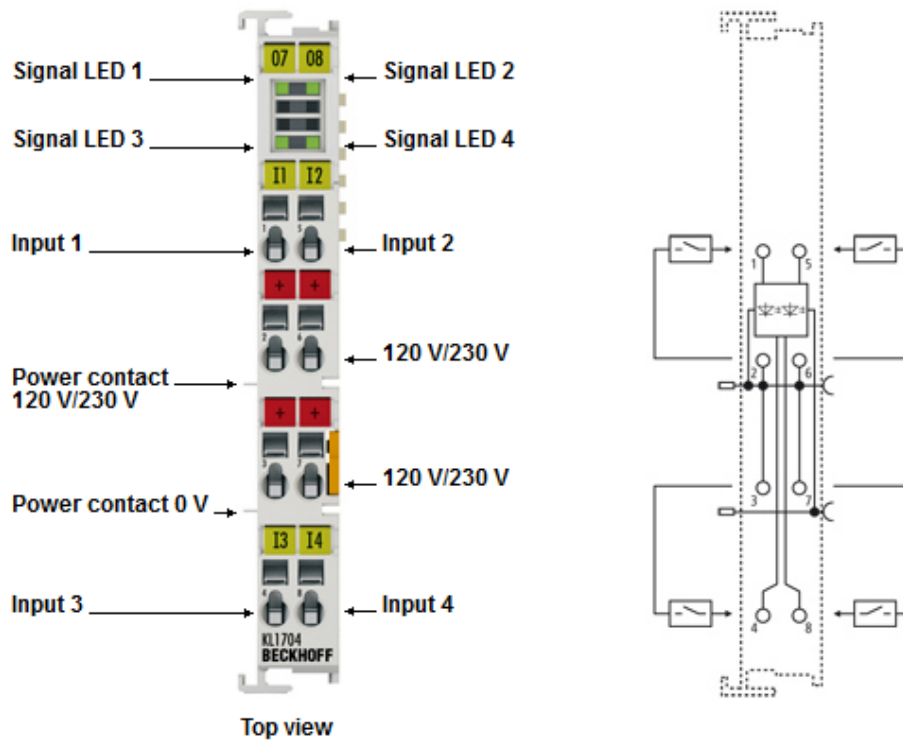 07 08
Signal LED 1
Signal LED 2
Signal LED 3
Signal LED 4
I1 I2
Input 1
1 5
Input 2
1 5
+ +
2 6
120 V/230 V
2 6
Power contact
120 V/230 V
+ +
3 7
120 V/230 V
3 7
Power contact 0 V
I3 I4
Input 3
4 8
Input 4
4 8
KL1704
BECKHOFF
Top view